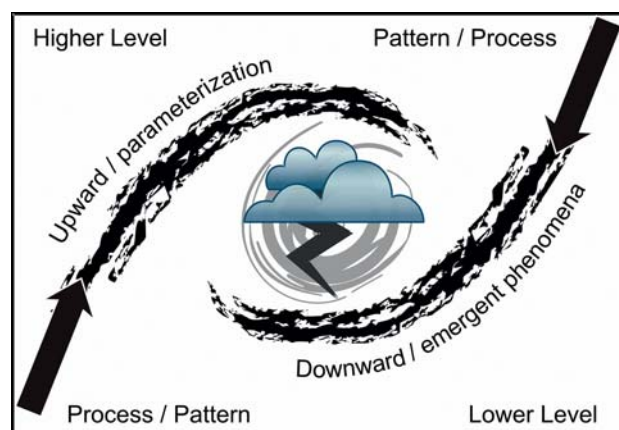 Higher Level
Pattern / Process
Upward / parameterization
Downward / emergent phenomena
Process / Pattern
Lower Level